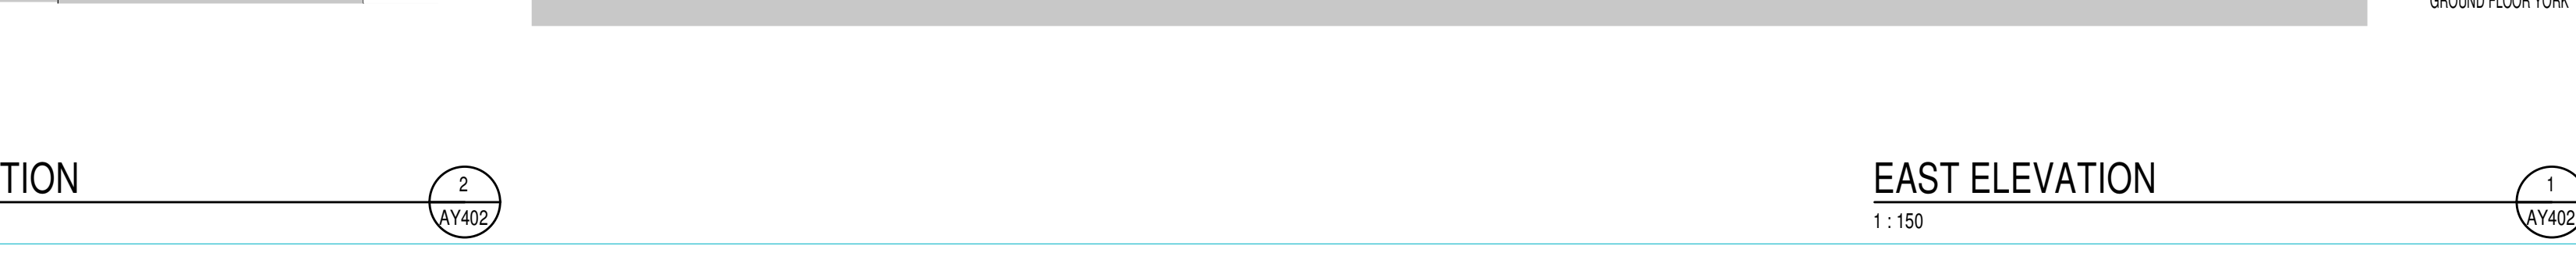 GROUND FLOOR YORK
TION
2
AY402
EAST ELEVATION
1 : 150
1
AY402